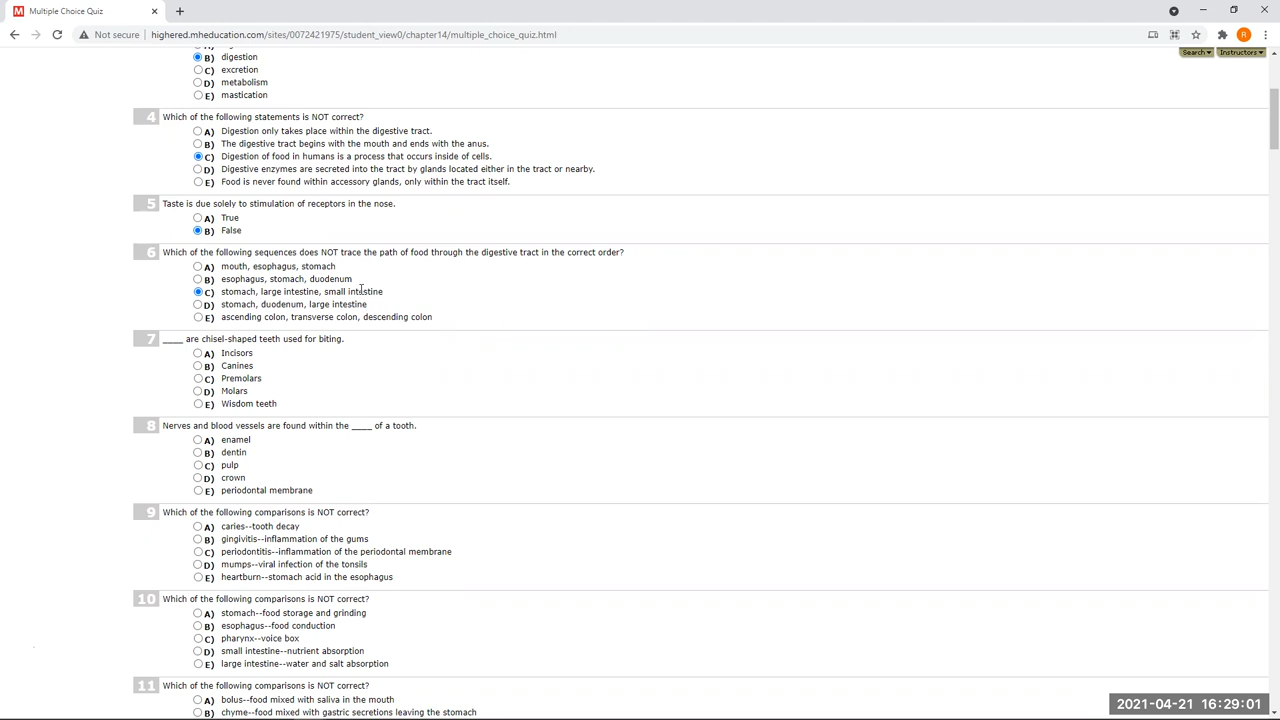 Multiple Choice Quiz
Not secure
highered.mheducation.com/sites/0072421975/student_view0/chapter14/multiple_choice_quiz.html
R
Search
Instructors
B) digestion
C) excretion
D) metabolism
E) mastication
4 Which of the following statements is NOT correct?
A) Digestion only takes place within the digestive tract.
B) The digestive tract begins with the mouth and ends with the anus.
C) Digestion of food in humans is a process that occurs inside of cells.
D) Digestive enzymes are secreted into the tract by glands located either in the tract or nearby.
E) Food is never found within accessory glands, only within the tract itself.
5 Taste is due solely to stimulation of receptors in the nose.
A) True
B) False
6 Which of the following sequences does NOT trace the path of food through the digestive tract in the correct order?
A) mouth, esophagus, stomach
B) esophagus, stomach, duodenum
C) stomach, large intestine, small intestine
D) stomach, duodenum, large intestine
E) ascending colon, transverse colon, descending colon
7 ____ are chisel-shaped teeth used for biting.
A) Incisors
B) Canines
C) Premolars
D) Molars
E) Wisdom teeth
8 Nerves and blood vessels are found within the ____ of a tooth.
A) enamel
B) dentin
C) pulp
D) crown
E) periodontal membrane
9 Which of the following comparisons is NOT correct?
A) caries--tooth decay
B) gingivitis--inflammation of the gums
C) periodontitis--inflammation of the periodontal membrane
D) mumps--viral infection of the tonsils
E) heartburn--stomach acid in the esophagus
10 Which of the following comparisons is NOT correct?
A) stomach--food storage and grinding
B) esophagus--food conduction
C) pharynx--voice box
D) small intestine--nutrient absorption
E) large intestine--water and salt absorption
11 Which of the following comparisons is NOT correct?
A) bolus--food mixed with saliva in the mouth
B) chyme--food mixed with gastric secretions leaving the stomach
2021-04-21 16:29:01